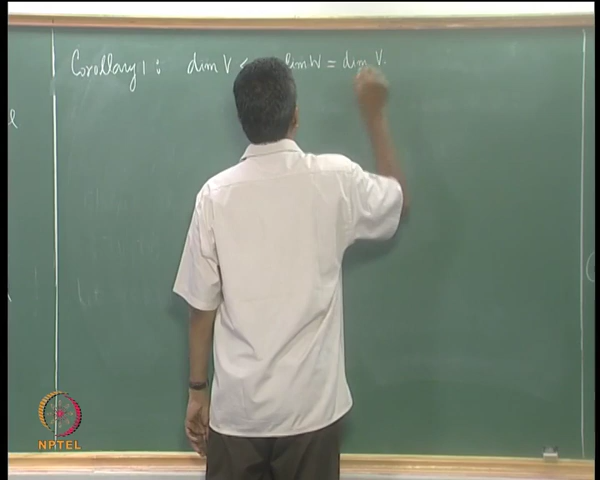 Corollary 1 : dim V < dim W = dim V.
NPTEL